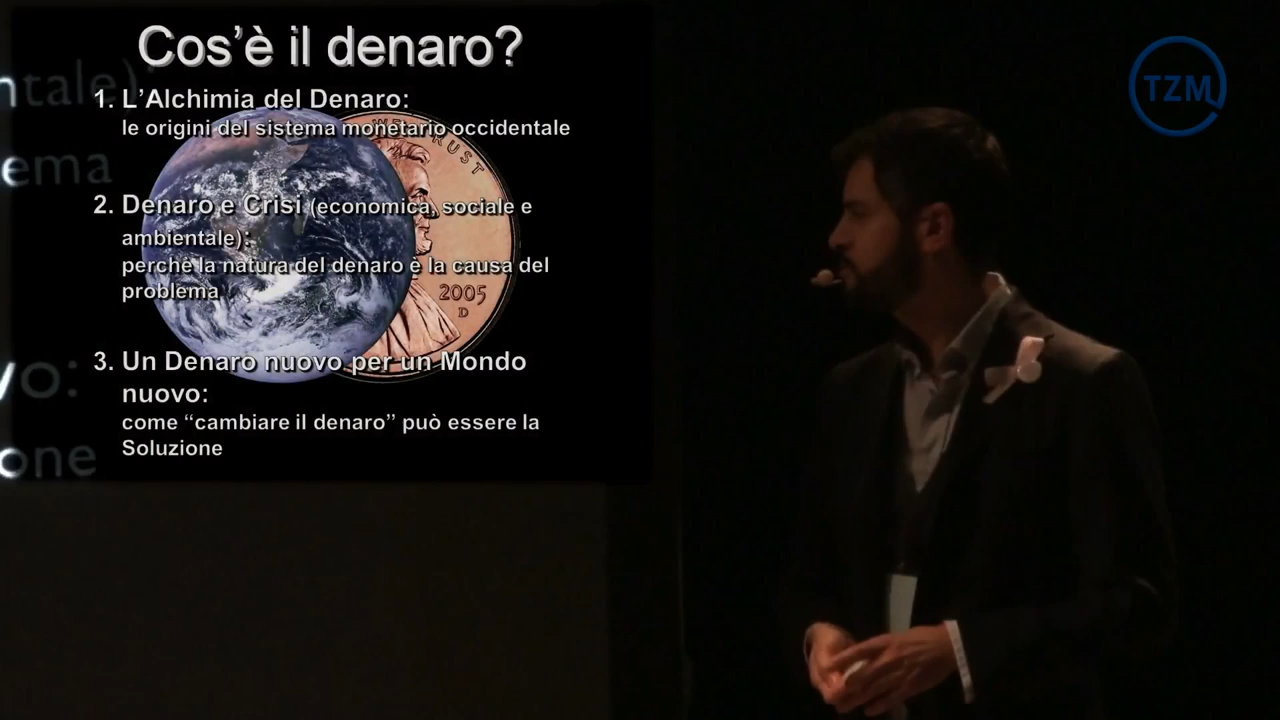 Cos'è il denaro?
1. L'Alchimia del Denaro:
le origini del sistema monetario occidentale
2. Denaro e Crisi (economica, sociale e
ambientale):
perchè la natura del denaro è la causa del
problema
3. Un Denaro nuovo per un Mondo
nuovo:
come “cambiare il denaro” può essere la
Soluzione
WE TRUST
2005
D
ntale):
ema
vo:
one
TZM